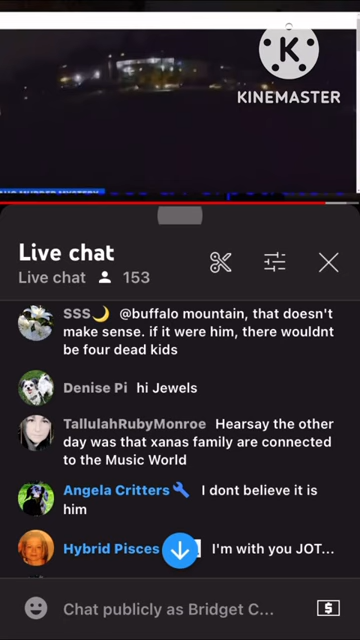 K
KINEMASTER
Live chat
Live chat 153
SSS🌙 @buffalo mountain, that doesn't
make sense. if it were him, there wouldnt
be four dead kids
Denise Pi hi Jewels
TallulahRubyMonroe Hearsay the other
day was that xanas family are connected
to the Music World
Angela Critters🔧 I dont believe it is
him
Hybrid Pisces I'm with you JOT...
Chat publicly as Bridget C...
$